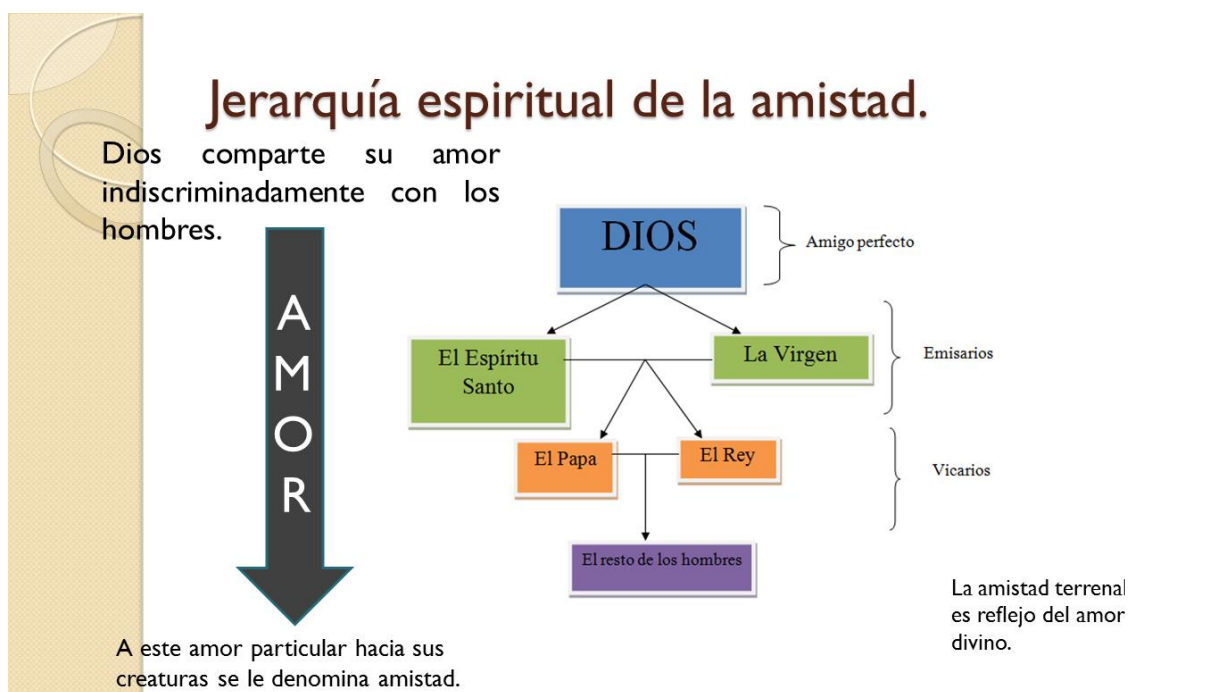 Jerarquía espiritual de la amistad.
Dios comparte su amor
indiscriminadamente con los
hombres.
A
M
O
R
DIOS
Amigo perfecto
El Espíritu
Santo
La Virgen
Emisarios
El Papa
El Rey
Vicarios
El resto de los hombres
La amistad terrenal
es reflejo del amor
divino.
A este amor particular hacia sus
creaturas se le denomina amistad.